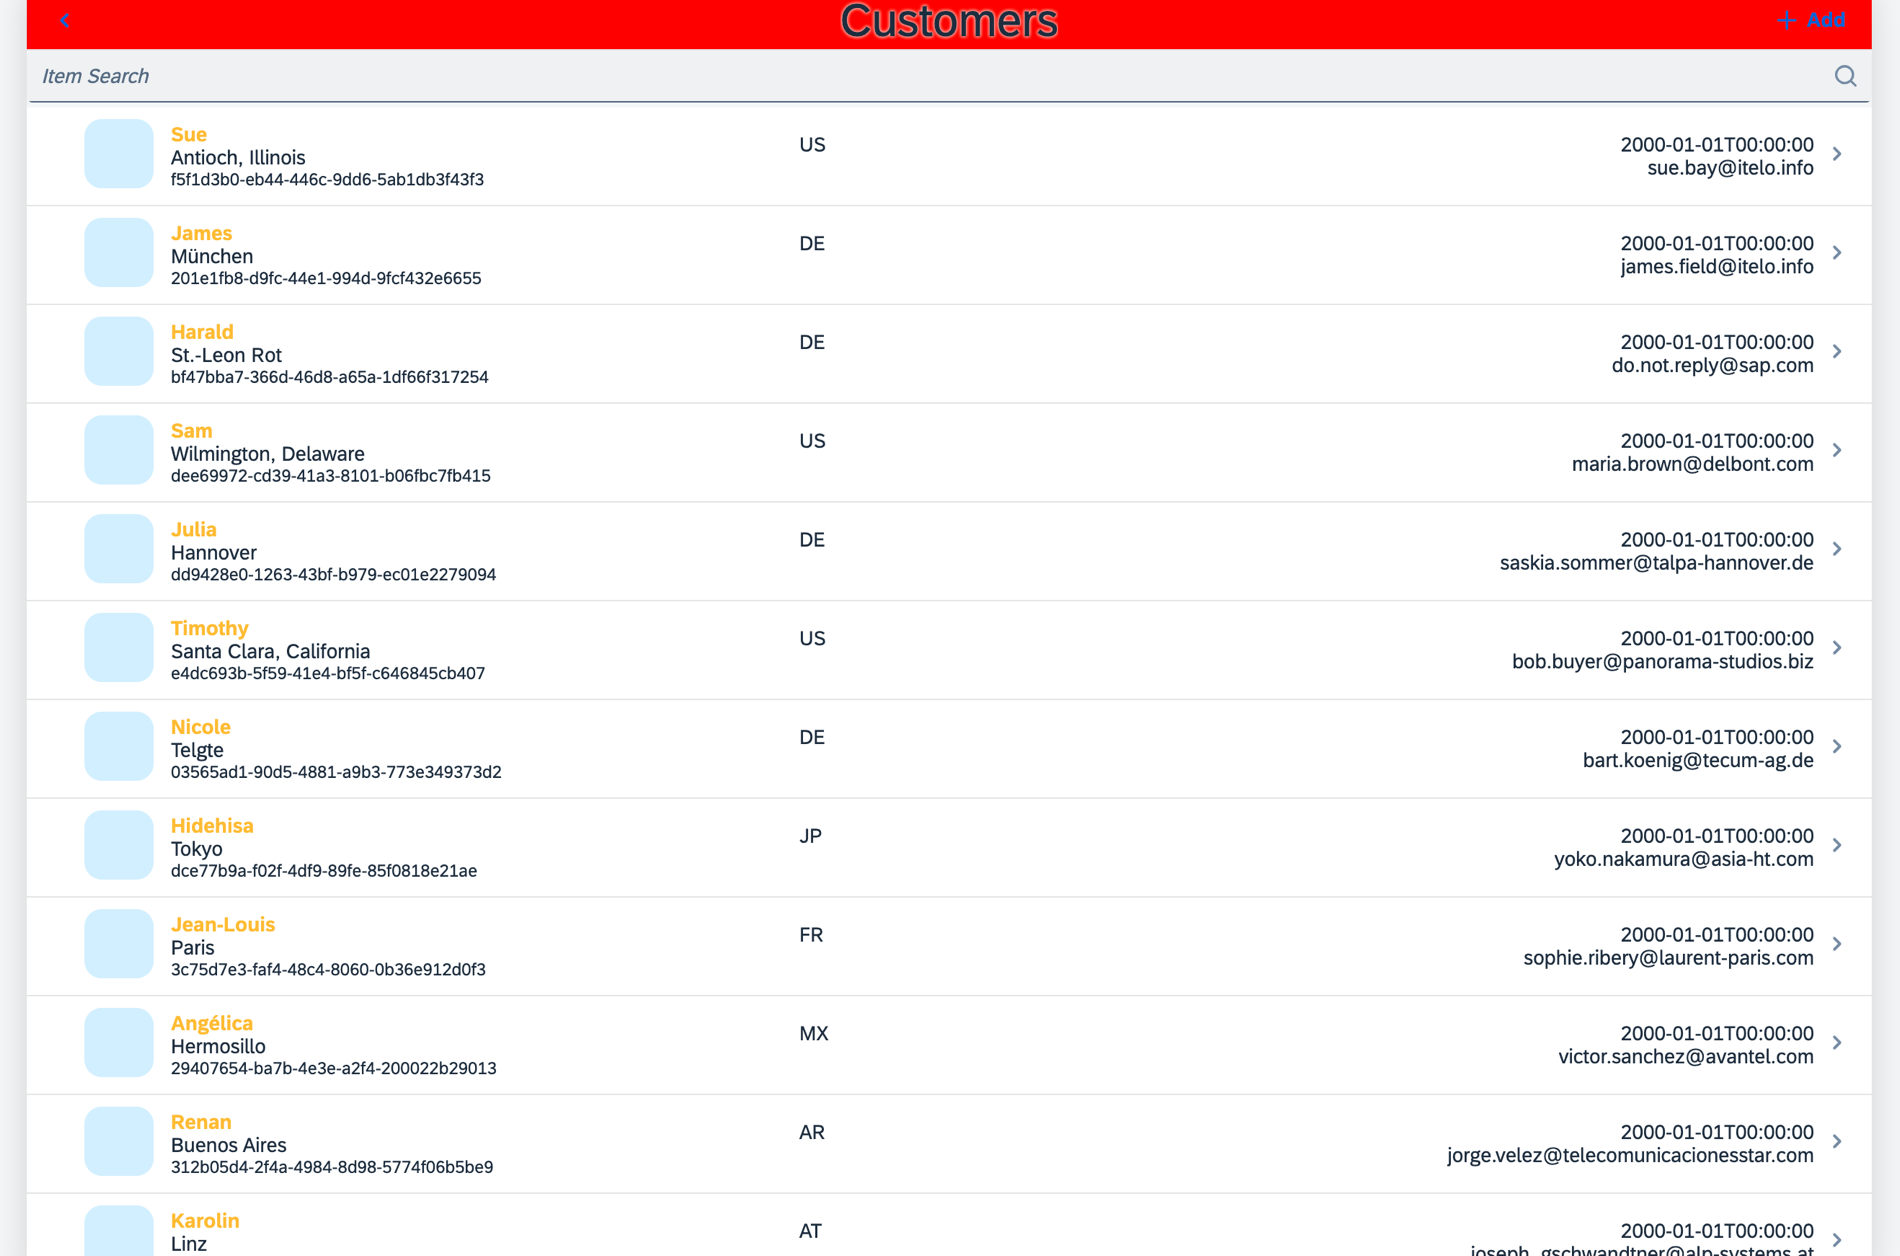 Customers
Add
Item Search
Sue
Antioch, Illinois
f5f1d3b0-eb44-446c-9dd6-5ab1db3f43f3
US
2000-01-01T00:00:00
sue.bay@itelo.info
James
München
201e1fb8-d9fc-44e1-994d-9fcf432e6655
DE
2000-01-01T00:00:00
james.field@itelo.info
Harald
St.-Leon Rot
bf47bba7-366d-46d8-a65a-1df66f317254
DE
2000-01-01T00:00:00
do.not.reply@sap.com
Sam
Wilmington, Delaware
dee69972-cd39-41a3-8101-b06fbc7fb415
US
2000-01-01T00:00:00
maria.brown@delbont.com
Julia
Hannover
dd9428e0-1263-43bf-b979-ec01e2279094
DE
2000-01-01T00:00:00
saskia.sommer@talpa-hannover.de
Timothy
Santa Clara, California
e4dc693b-5f59-41e4-bf5f-c646845cb407
US
2000-01-01T00:00:00
bob.buyer@panorama-studios.biz
Nicole
Telgte
03565ad1-90d5-4881-a9b3-773e349373d2
DE
2000-01-01T00:00:00
bart.koenig@tecum-ag.de
Hidehisa
Tokyo
dce77b9a-f02f-4df9-89fe-85f0818e21ae
JP
2000-01-01T00:00:00
yoko.nakamura@asia-ht.com
Jean-Louis
Paris
3c75d7e3-faf4-48c4-8060-0b36e912d0f3
FR
2000-01-01T00:00:00
sophie.ribery@laurent-paris.com
Angélica
Hermosillo
29407654-ba7b-4e3e-a2f4-200022b29013
MX
2000-01-01T00:00:00
victor.sanchez@avantel.com
Renan
Buenos Aires
312b05d4-2f4a-4984-8d98-5774f06b5be9
AR
2000-01-01T00:00:00
jorge.velez@telecomunicacionesstar.com
Karolin
Linz
AT
2000-01-01T00:00:00
joseph_gschwandtner@alp-systems.at